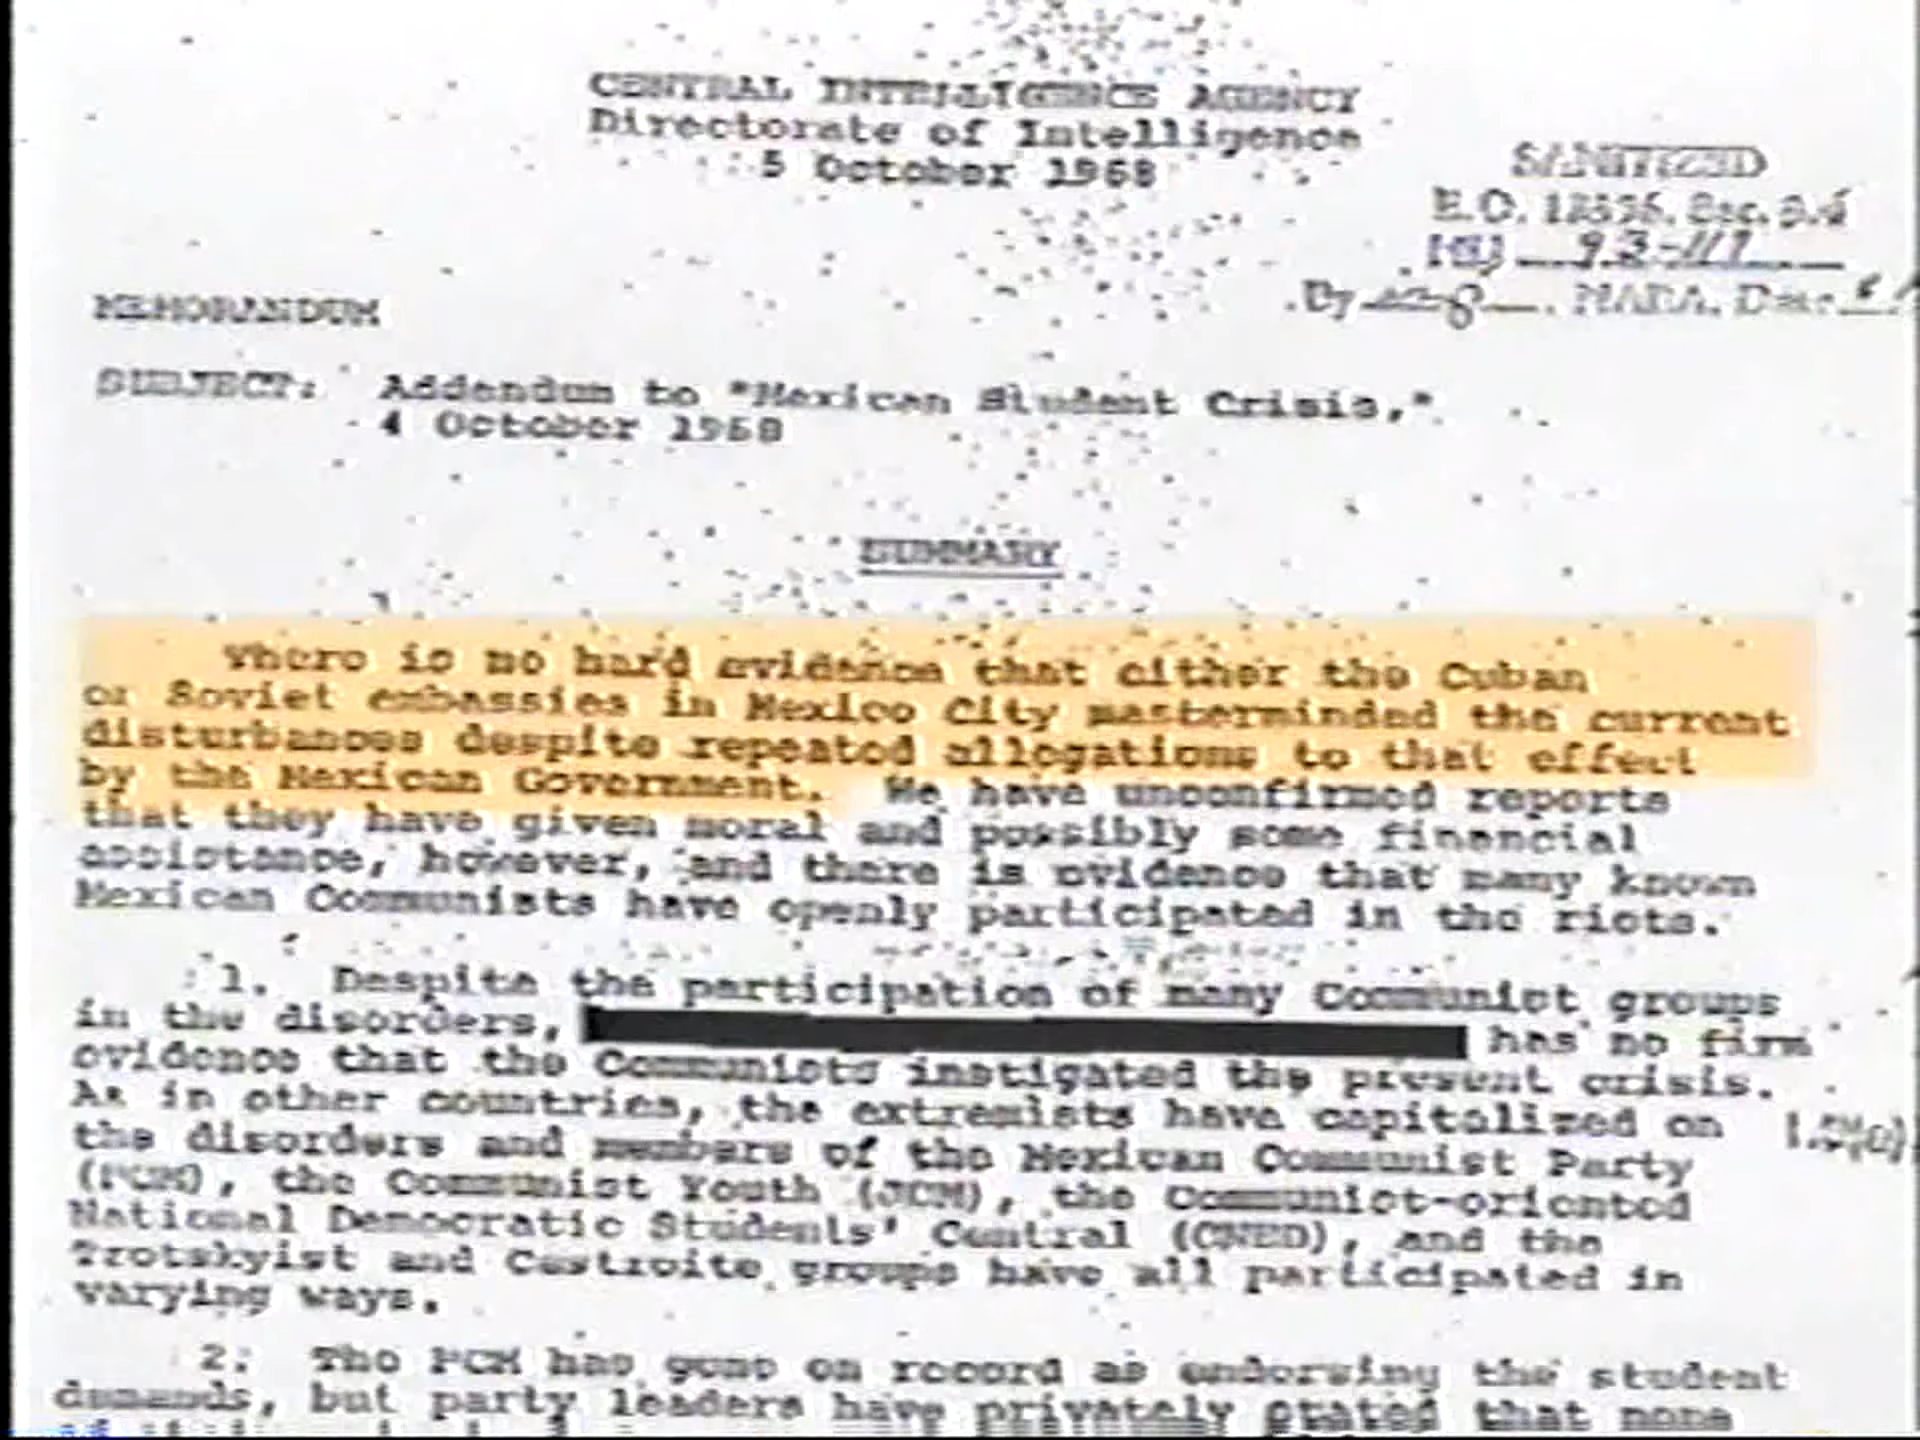 CENTRAL INTELLIGENCE AGENCY
Directorate of Intelligence
5 October 1968
SANITIZED
E.O. 12356, Sec. 3.4
NIJ 93-117
By , NARA, Date
MEMORANDUM
SUBJECT: Addendum to "Mexican Student Crisis,"
4 October 1968
SUMMARY
There is no hard evidence that either the Cuban
or Soviet embassies in Mexico City masterminded the current
disturbances despite repeated allegations to that effect
by the Mexican Government. We have unconfirmed reports
that they have given moral and possibly some financial
assistance, however, and there is evidence that many known
Mexican Communists have openly participated in the riots.
1. Despite the participation of many Communist groups
in the disorders, has no firm
evidence that the Communists instigated the present crisis.
As in other countries, the extremists have capitalized on
the disorders and members of the Mexican Communist Party
(PCM), the Communist Youth (JCM), the Communist-oriented
National Democratic Students' Central (CNED), and the
Trotskyist and Castroite groups have all participated in
varying ways.
2. The PCM has gone on record as endorsing the student
demands, but party leaders have privately stated that none